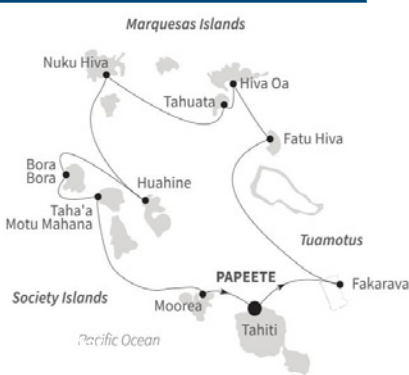 Marquesas Islands
Nuku Hiva
Hiva Oa
Tahuata
Fatu Hiva
Bora
Bora
Huahine
Taha'a
Motu Mahana
Tuamotus
PAPEETE
Fakarava
Society Islands
Moorea
Pacific Ocean
Tahiti